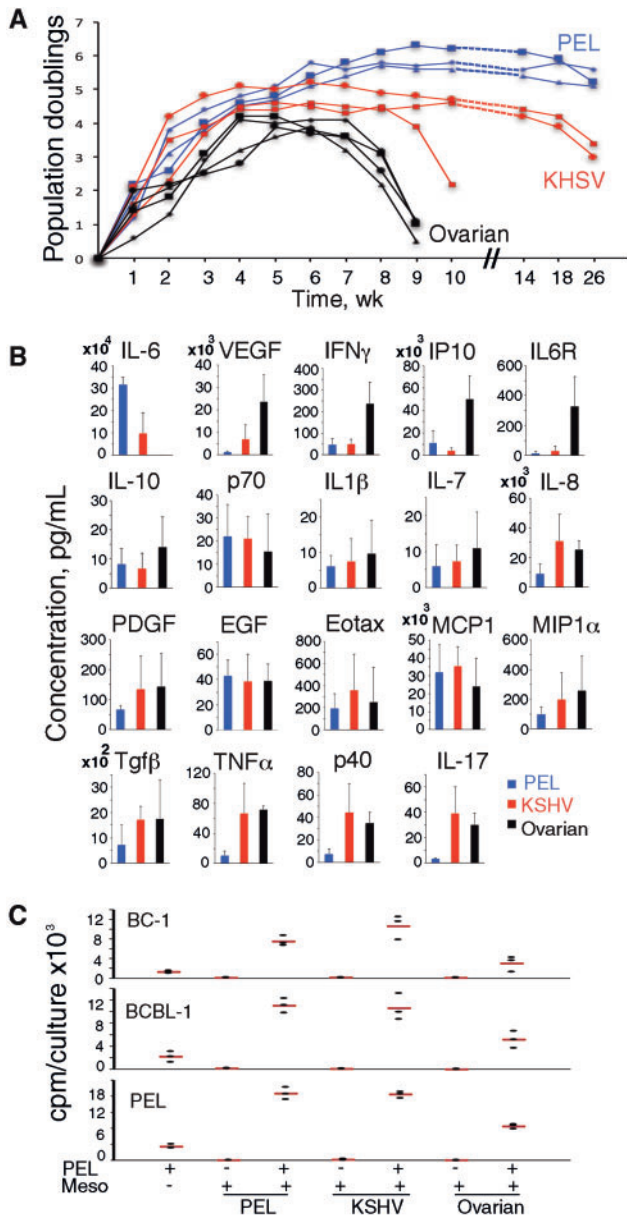 A
Population doublings
7
6
5
4
3
2
1
0
PEL
KHSV
Ovarian
1 2 3 4 5 6 7 8 9 10 // 14 18 26
Time, wk
B
Concentration, pg/mL
x10⁴ IL-6 x10³ VEGF IFNγ x10³ IP10 IL6R
40 40 400 60 600
30 30 300 40 400
20 20 200 20 200
10 10 100
0 0 0 0 0
IL-10 p70 IL1β IL-7 x10³ IL-8
30 40 30 30 60
20 30 20 20 40
10 20 10 10 20
10
0 0 0 0 0
PDGF EGF Eotax x10³ MCP1 MIP1α
300 80 800 50 600
200 60 600 40 400
100 40 400 30 200
20 200 20
10
0 0 0 0 0
x10² Tgfβ TNFα p40 IL-17
40 120 80 80
30 80 60 60
20 40 40 40
10 20 20
0 0 0 0
PEL
KSHV
Ovarian
C
cpm/culture x10³
BC-1
12
8
4
0
BCBL-1
12
8
4
0
PEL
18
12
6
0
PEL + - + - + - +
Meso - + + + + + +
PEL KSHV Ovarian